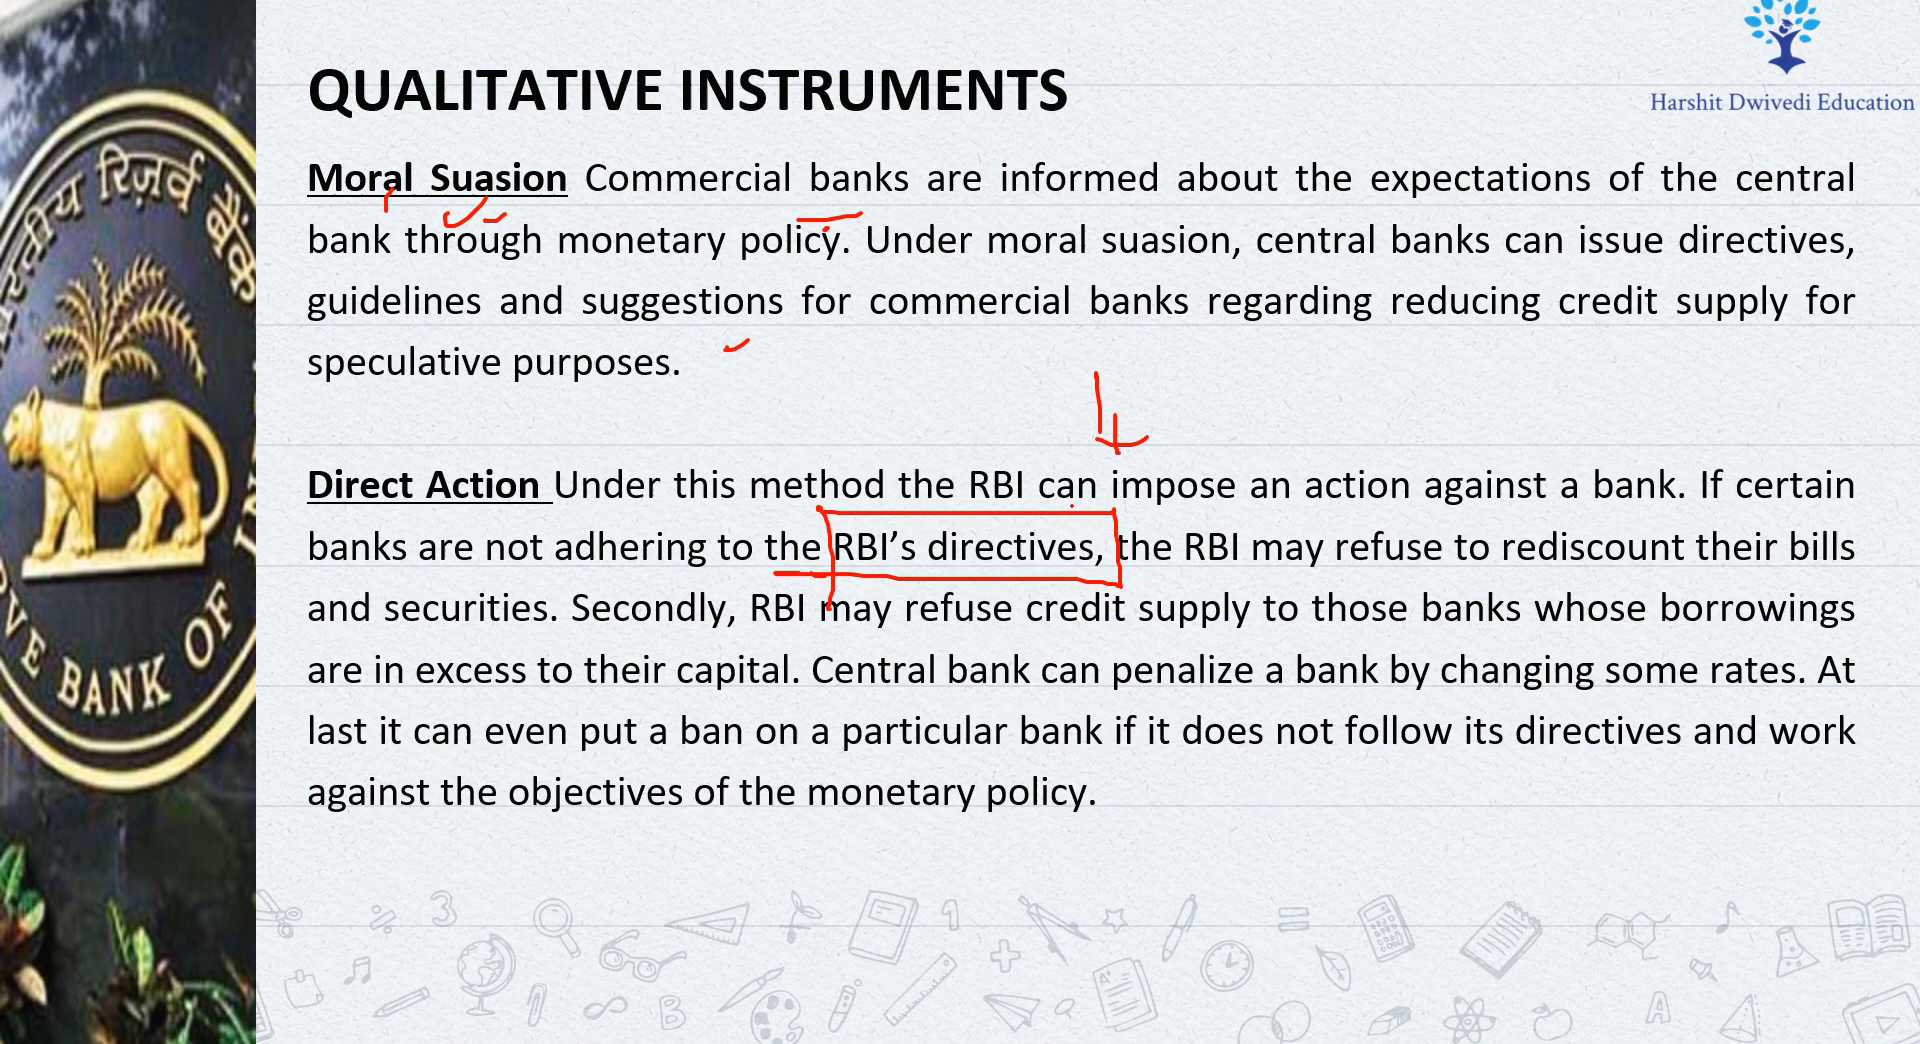 Harshit Dwivedi Education
QUALITATIVE INSTRUMENTS
Moral Suasion Commercial banks are informed about the expectations of the central
bank through monetary policy. Under moral suasion, central banks can issue directives,
guidelines and suggestions for commercial banks regarding reducing credit supply for
speculative purposes.
Direct Action Under this method the RBI can impose an action against a bank. If certain
banks are not adhering to the RBI’s directives, the RBI may refuse to rediscount their bills
and securities. Secondly, RBI may refuse credit supply to those banks whose borrowings
are in excess to their capital. Central bank can penalize a bank by changing some rates. At
last it can even put a ban on a particular bank if it does not follow its directives and work
against the objectives of the monetary policy.
रिज़र्व बैंक
BANK OF